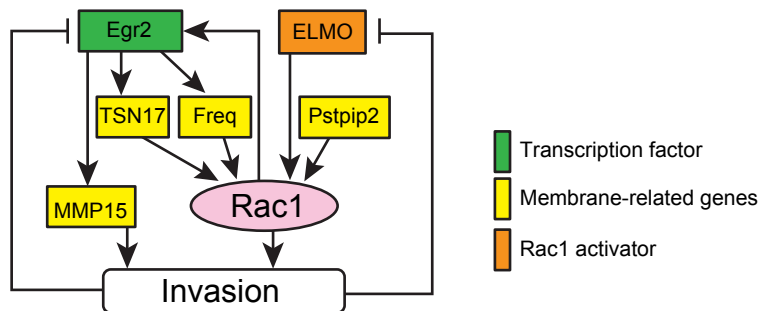 Egr2
ELMO
TSN17
Freq
Pstpip2
MMP15
Rac1
Invasion
Transcription factor
Membrane-related genes
Rac1 activator